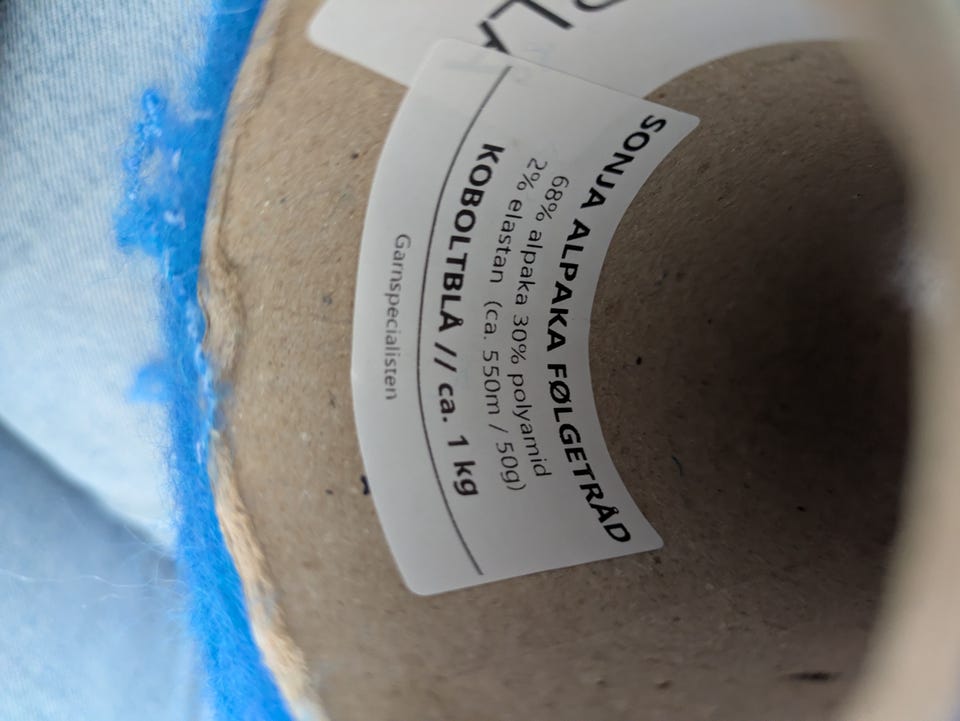 SONJA ALPAKA FØLGETRÅD
68% alpaka 30% polyamid
2% elastan (ca. 550m / 50g)
KOBOLTBLÅ // ca. 1 kg
Garnspecialisten